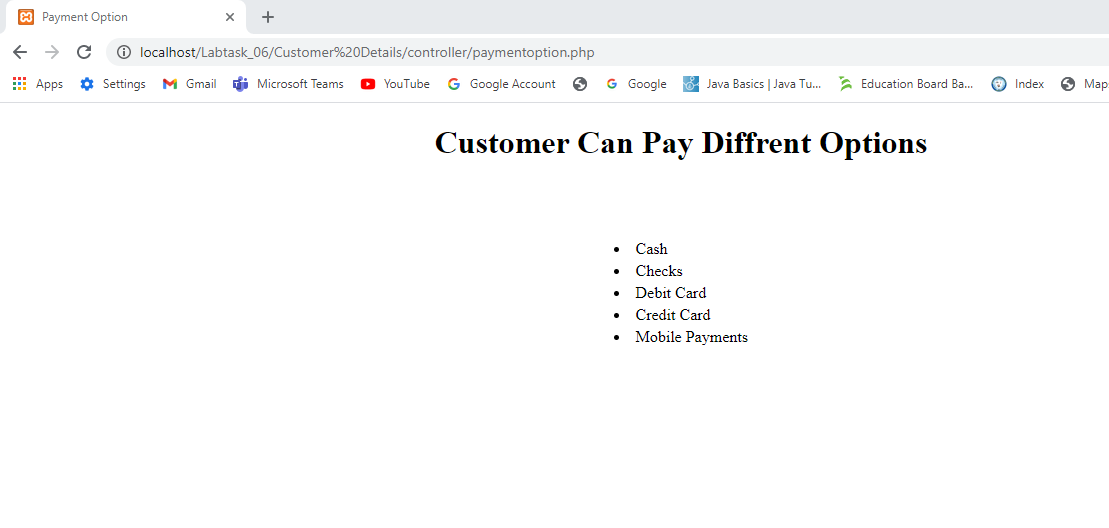 Payment Option
localhost/Labtask_06/Customer%20Details/controller/paymentoption.php
Apps Settings Gmail Microsoft Teams YouTube Google Account Google Java Basics | Java Tu... Education Board Ba... Index Maps
Customer Can Pay Diffrent Options
Cash
Checks
Debit Card
Credit Card
Mobile Payments